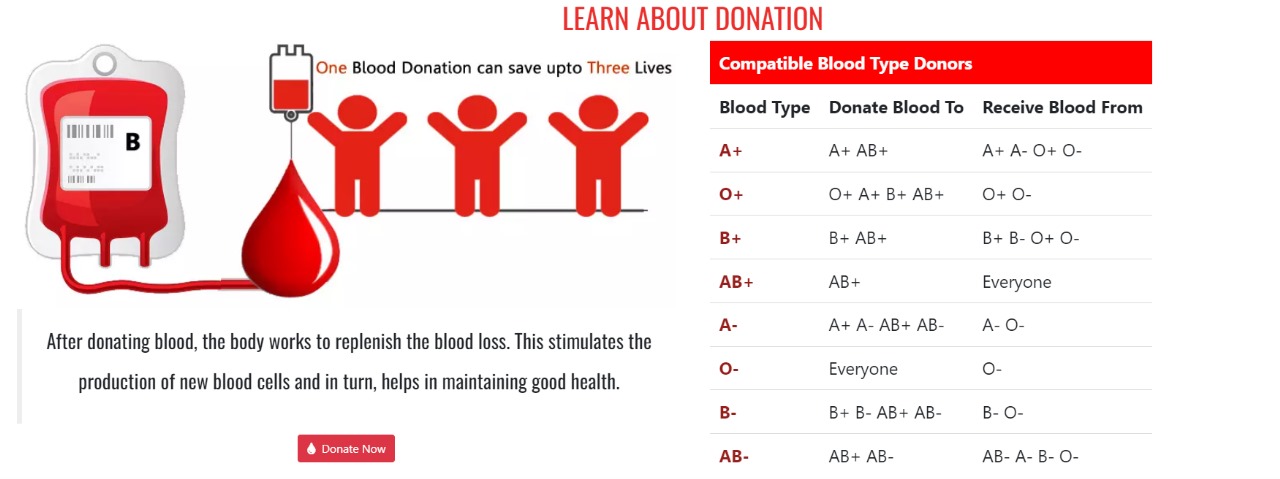 LEARN ABOUT DONATION
B
One Blood Donation can save upto Three Lives
After donating blood, the body works to replenish the blood loss. This stimulates the
production of new blood cells and in turn, helps in maintaining good health.
Donate Now
Compatible Blood Type Donors
Blood Type Donate Blood To Receive Blood From
A+ A+ AB+ A+ A- O+ O-
O+ O+ A+ B+ AB+ O+ O-
B+ B+ AB+ B+ B- O+ O-
AB+ AB+ Everyone
A- A+ A- AB+ AB- A- O-
O- Everyone O-
B- B+ B- AB+ AB- B- O-
AB- AB+ AB- AB- A- B- O-